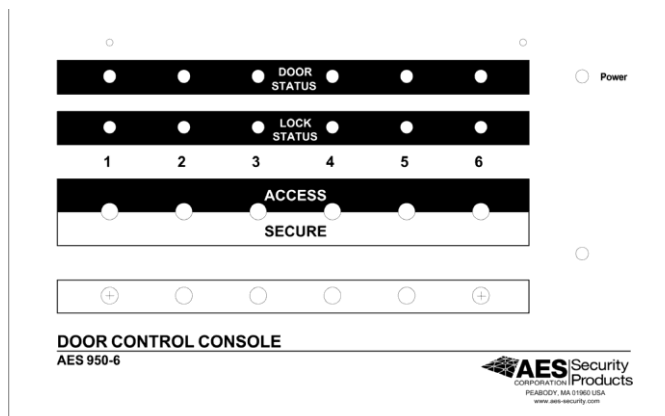 DOOR
STATUS
Power
LOCK
STATUS
1 2 3 4 5 6
ACCESS
SECURE
DOOR CONTROL CONSOLE
AES 950-6
AES Security
CORPORATION Products
PEABODY, MA 01960 USA
www.aes-security.com